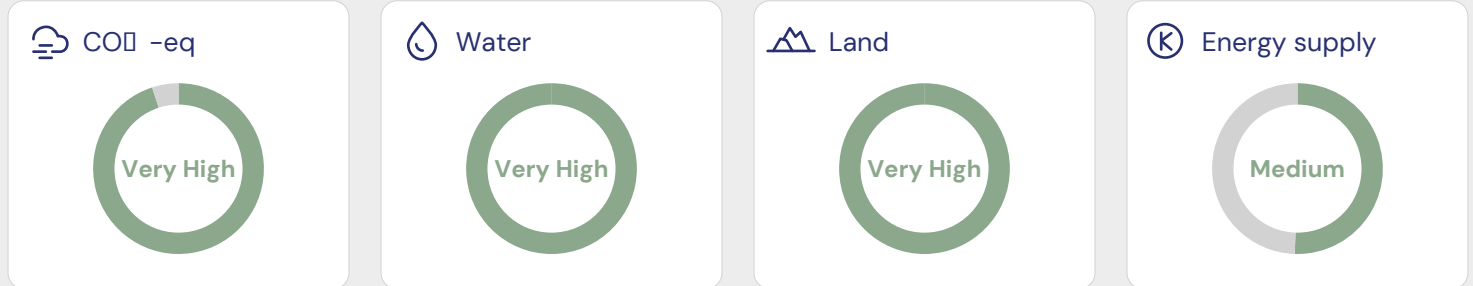 CO▯ -eq
Very High
Water
Very High
Land
Very High
Energy supply
Medium